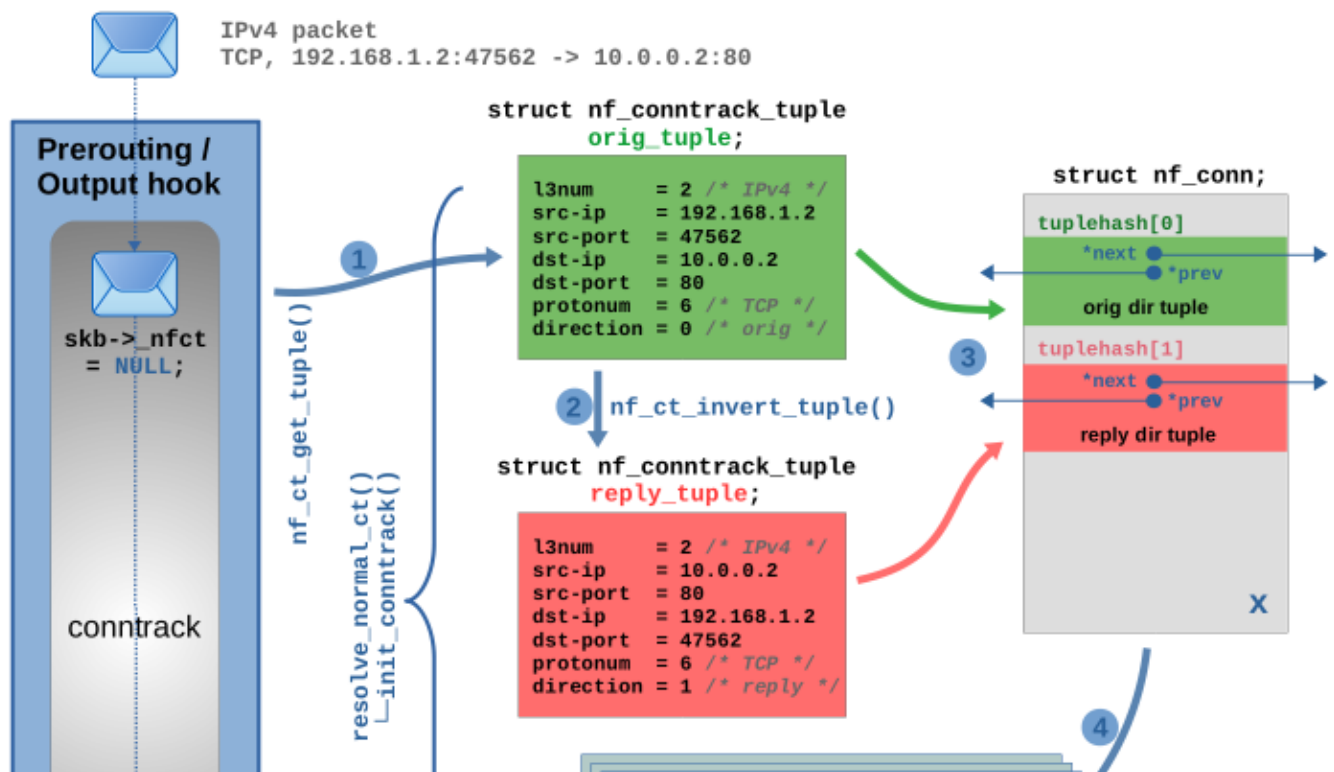 IPv4 packet
TCP, 192.168.1.2:47562 -> 10.0.0.2:80
Prerouting /
Output hook
skb->_nfct
= NULL;
conntrack
1
nf_ct_get_tuple()
resolve_normal_ct()
└─init_conntrack()
struct nf_conntrack_tuple
orig_tuple;
l3num = 2 /* IPv4 */
src-ip = 192.168.1.2
src-port = 47562
dst-ip = 10.0.0.2
dst-port = 80
protonum = 6 /* TCP */
direction = 0 /* orig */
2
nf_ct_invert_tuple()
struct nf_conntrack_tuple
reply_tuple;
l3num = 2 /* IPv4 */
src-ip = 10.0.0.2
src-port = 80
dst-ip = 192.168.1.2
dst-port = 47562
protonum = 6 /* TCP */
direction = 1 /* reply */
3
struct nf_conn;
tuplehash[0]
*next
*prev
orig dir tuple
tuplehash[1]
*next
*prev
reply dir tuple
x
4